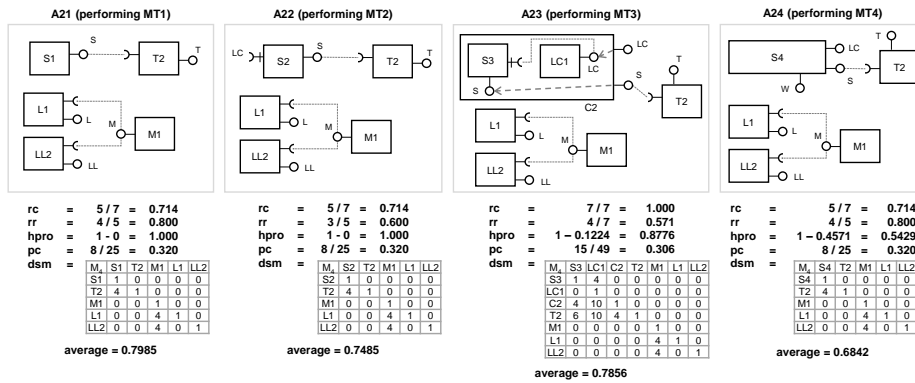 A21 (performing MT1)
S1
S
T2
T
L1
L
LL2
LL
M
M1
rc = 5 / 7 = 0.714
rr = 4 / 5 = 0.800
hpro = 1 - 0 = 1.000
pc = 8 / 25 = 0.320
dsm =
M4 S1 T2 M1 L1 LL2
S1 1 0 0 0 0
T2 4 1 0 0 0
M1 0 0 1 0 0
L1 0 0 4 1 0
LL2 0 0 4 0 1
average = 0.7985
A22 (performing MT2)
LC
S2
S
T2
T
L1
L
LL2
LL
M
M1
rc = 5 / 7 = 0.714
rr = 3 / 5 = 0.600
hpro = 1 - 0 = 1.000
pc = 8 / 25 = 0.320
dsm =
M4 S2 T2 M1 L1 LL2
S2 1 0 0 0 0
T2 4 1 0 0 0
M1 0 0 1 0 0
L1 0 0 4 1 0
LL2 0 0 4 0 1
average = 0.7485
A23 (performing MT3)
S3
LC1
LC
LC
S
S
C2
T
T2
L1
L
LL2
LL
M
M1
rc = 7 / 7 = 1.000
rr = 4 / 7 = 0.571
hpro = 1 – 0.1224 = 0.8776
pc = 15 / 49 = 0.306
dsm =
M4 S3 LC1 C2 T2 M1 L1 LL2
S3 1 4 0 0 0 0 0
LC1 0 1 0 0 0 0 0
C2 4 10 1 0 0 0 0
T2 6 10 4 1 0 0 0
M1 0 0 0 0 1 0 0
L1 0 0 0 0 4 1 0
LL2 0 0 0 0 4 0 1
average = 0.7856
A24 (performing MT4)
S4
LC
S
W
T
T2
L1
L
LL2
LL
M
M1
rc = 5 / 7 = 0.714
rr = 4 / 5 = 0.800
hpro = 1 – 0.4571 = 0.5429
pc = 8 / 25 = 0.320
dsm =
M4 S4 T2 M1 L1 LL2
S4 1 0 0 0 0
T2 4 1 0 0 0
M1 0 0 1 0 0
L1 0 0 4 1 0
LL2 0 0 4 0 1
average = 0.6842